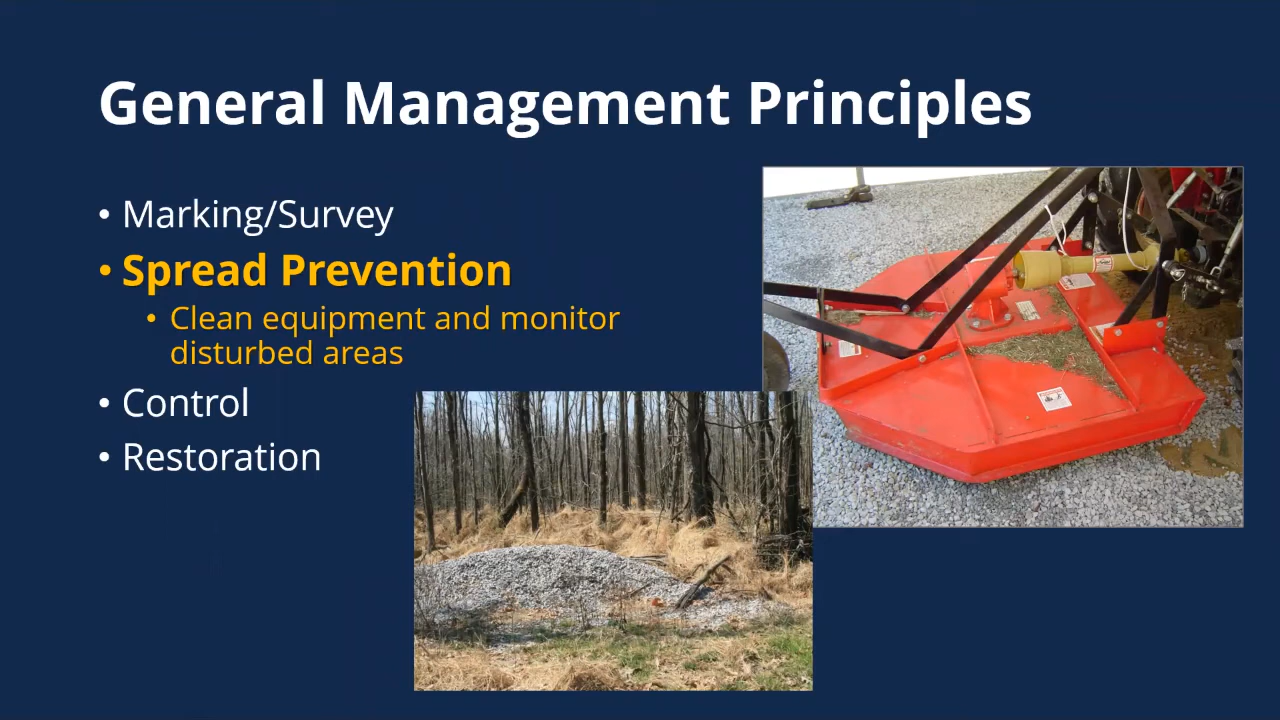 General Management Principles
• Marking/Survey
• Spread Prevention
• Clean equipment and monitor
disturbed areas
• Control
• Restoration